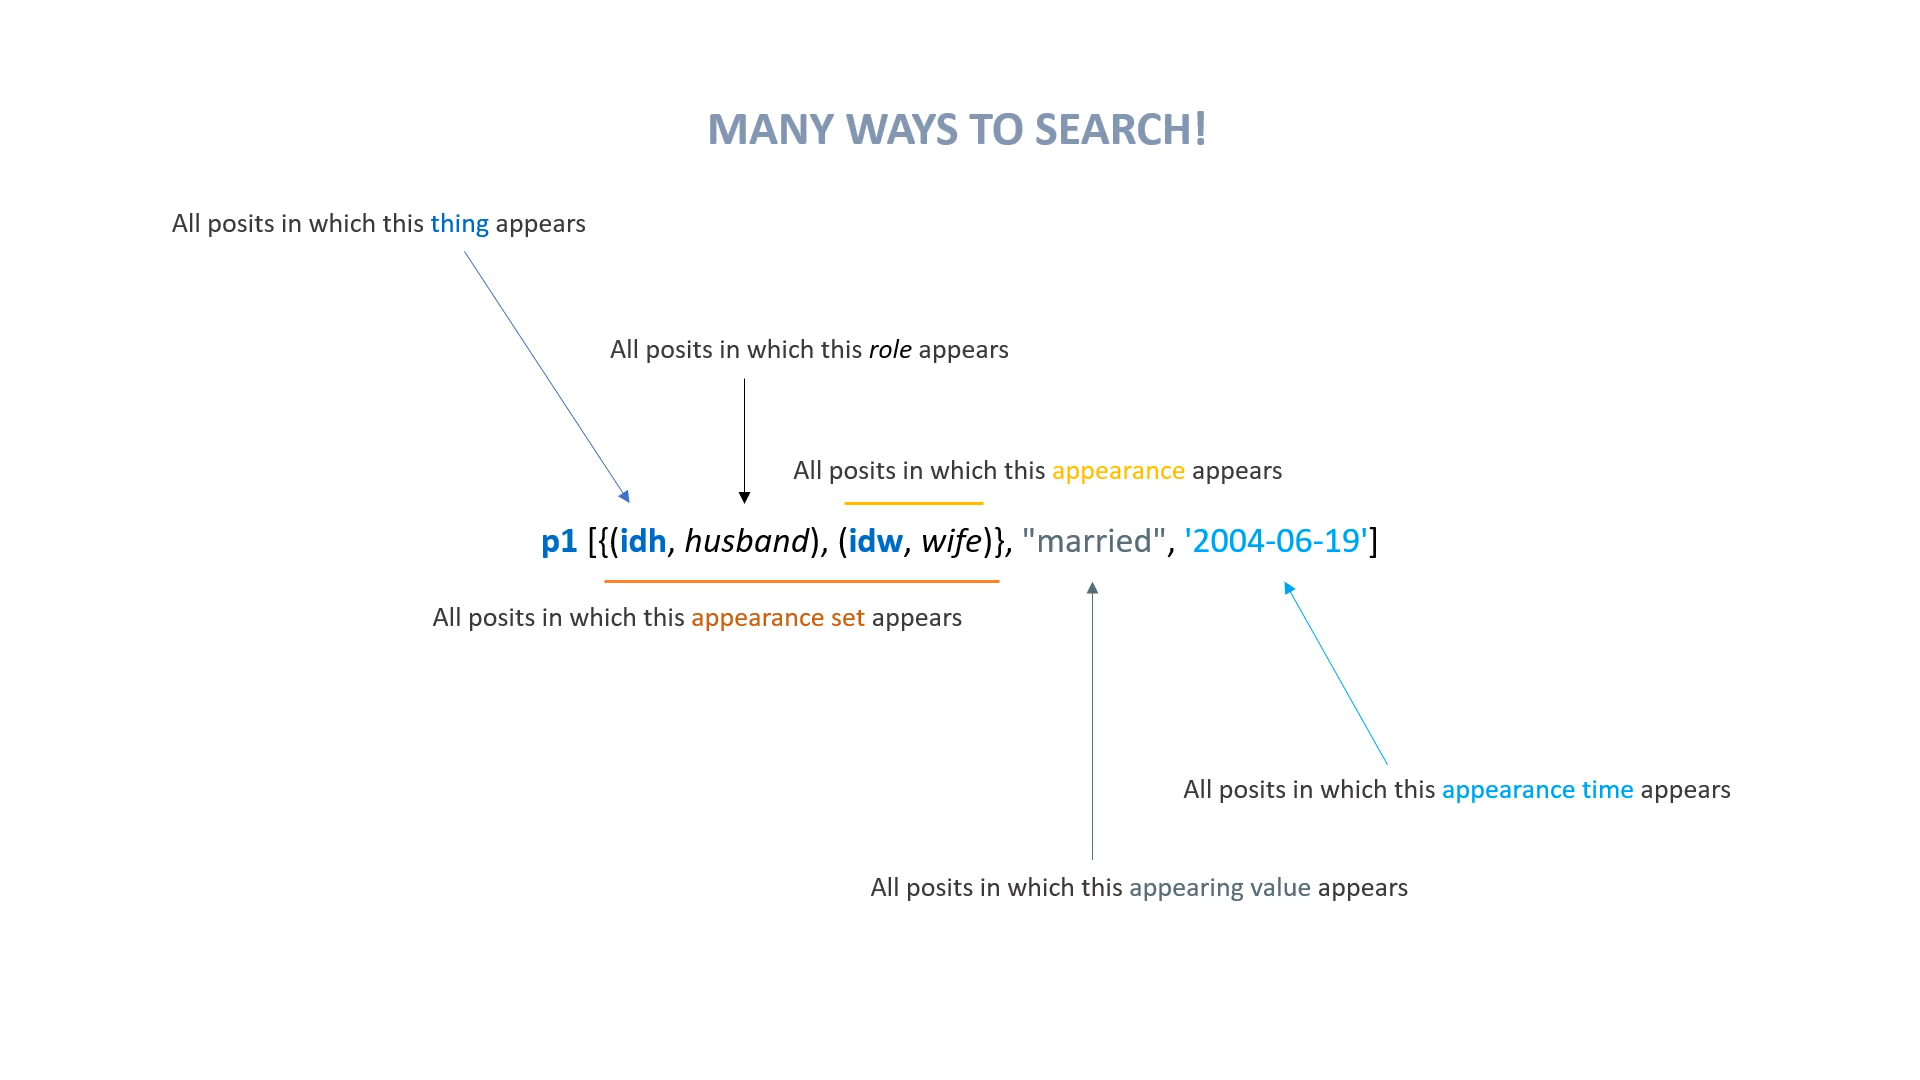 MANY WAYS TO SEARCH!
All posits in which this thing appears
All posits in which this role appears
All posits in which this appearance appears
p1 [{(idh, husband), (idw, wife)}, "married", '2004-06-19']
All posits in which this appearance set appears
All posits in which this appearance time appears
All posits in which this appearing value appears